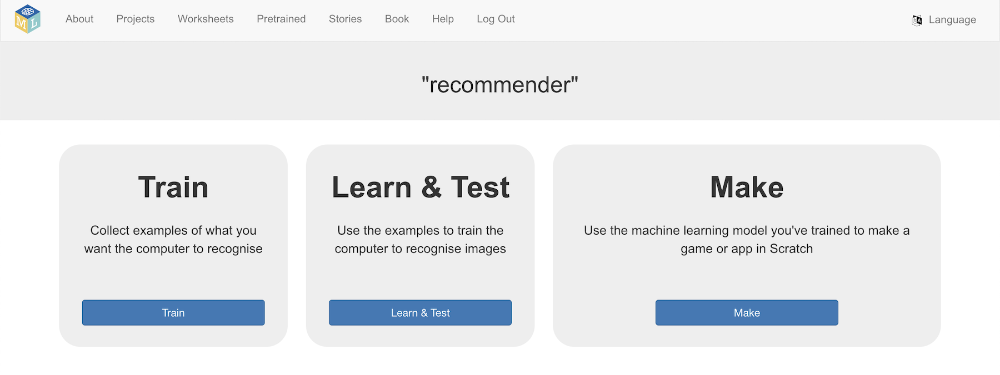 M L About Projects Worksheets Pretrained Stories Book Help Log Out Language
"recommender"
Train
Collect examples of what you
want the computer to recognise
Train
Learn & Test
Use the examples to train the
computer to recognise images
Learn & Test
Make
Use the machine learning model you've trained to make a
game or app in Scratch
Make